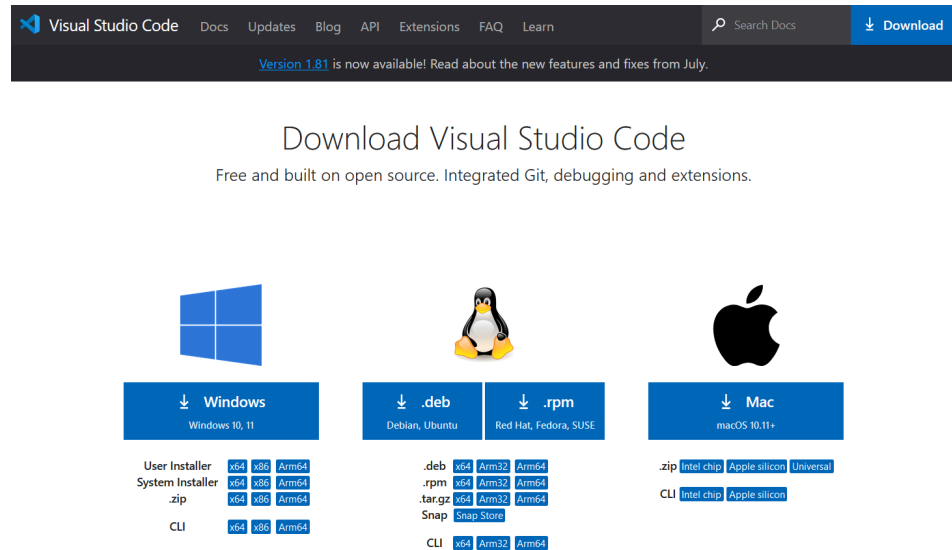 Visual Studio Code Docs Updates Blog API Extensions FAQ Learn Search Docs Download
Version 1.81 is now available! Read about the new features and fixes from July.
Download Visual Studio Code
Free and built on open source. Integrated Git, debugging and extensions.
Windows
Windows 10, 11
User Installer x64 x86 Arm64
System Installer x64 x86 Arm64
.zip x64 x86 Arm64
CLI x64 x86 Arm64
.deb
Debian, Ubuntu
.rpm
Red Hat, Fedora, SUSE
.deb x64 Arm32 Arm64
.rpm x64 Arm32 Arm64
.tar.gz x64 Arm32 Arm64
Snap Snap Store
CLI x64 Arm32 Arm64
Mac
macOS 10.11+
.zip Intel chip Apple silicon Universal
CLI Intel chip Apple silicon